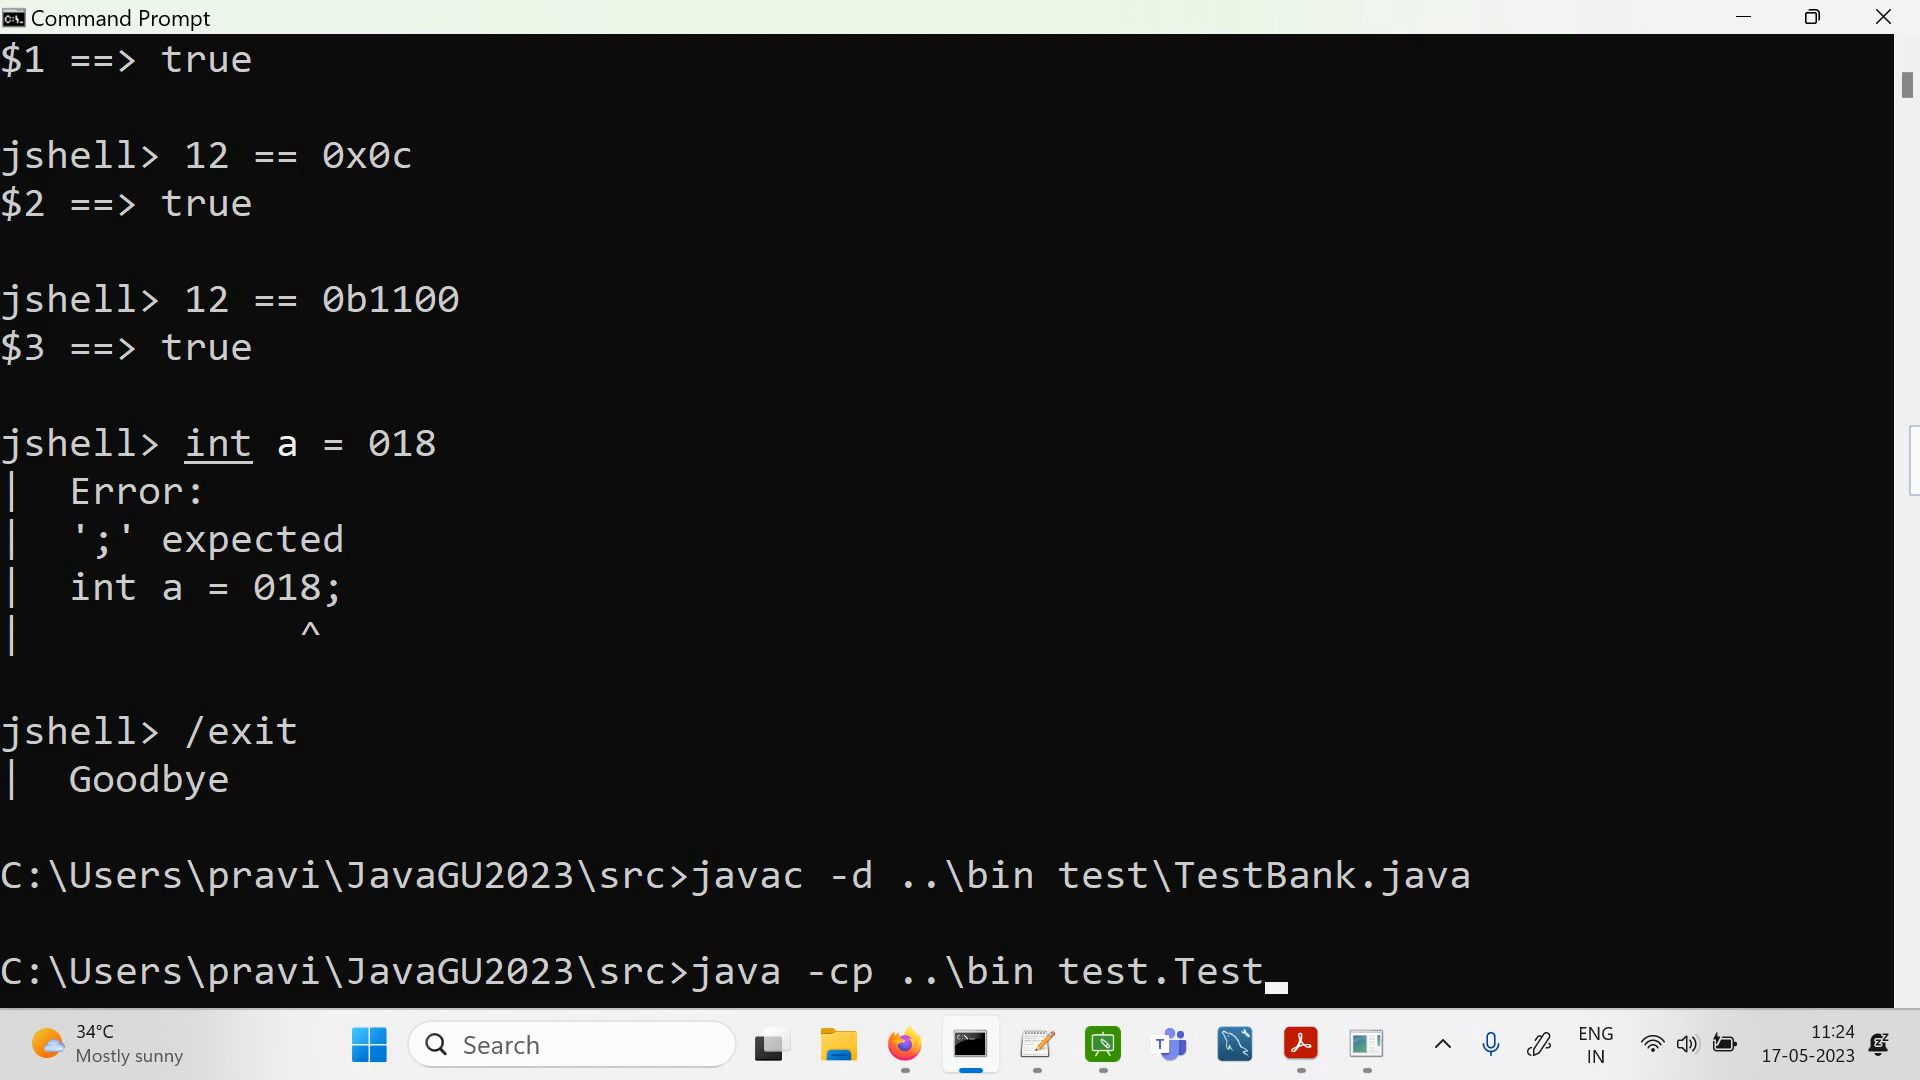 Command Prompt
$1 ==> true
jshell> 12 == 0x0c
$2 ==> true
jshell> 12 == 0b1100
$3 ==> true
jshell> int a = 018
|   Error:
|   ';' expected
|   int a = 018;
|             ^
jshell> /exit
|   Goodbye
C:\Users\pravi\JavaGU2023\src>javac -d ..\bin test\TestBank.java
C:\Users\pravi\JavaGU2023\src>java -cp ..\bin test.Test_
34°C
Mostly sunny
Search
ENG
IN
11:24
17-05-2023